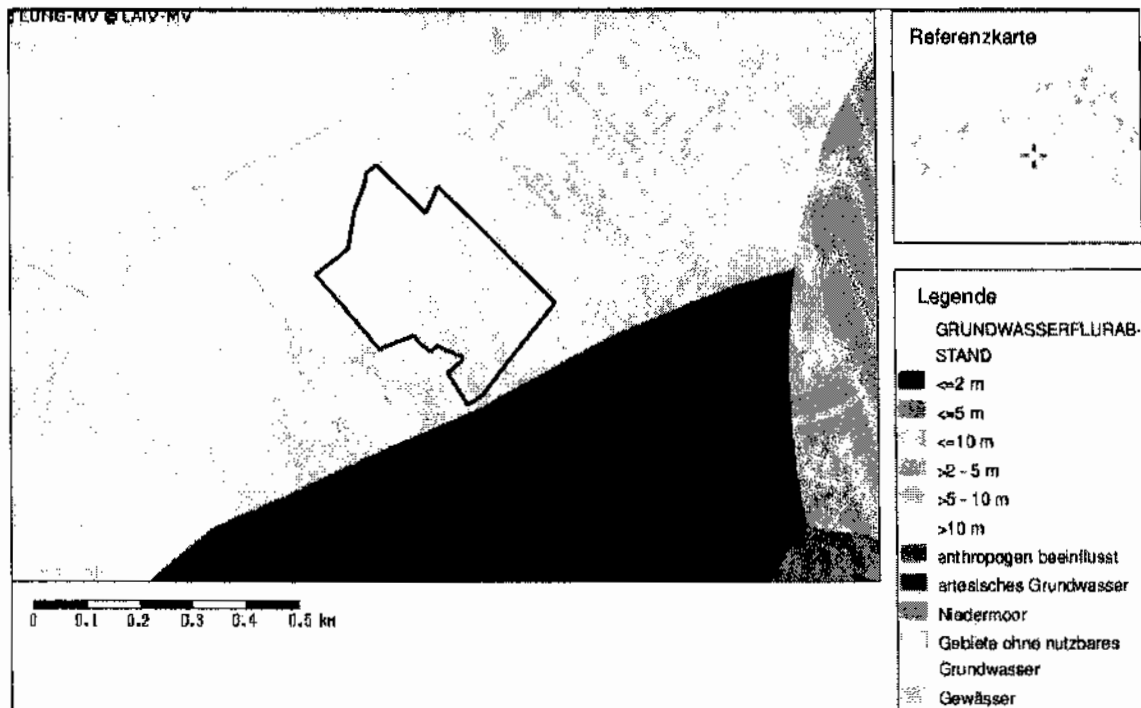 LUNG-MV © LAIV-MV
Referenzkarte
Legende
GRUNDWASSERFLURAB-
STAND
<=2 m
<=5 m
<=10 m
>2 - 5 m
>5 - 10 m
>10 m
anthropogen beeinflusst
artesisches Grundwasser
Niedermoor
Gebiete ohne nutzbares
Grundwasser
Gewässer
0 0.1 0.2 0.3 0.4 0.5 km